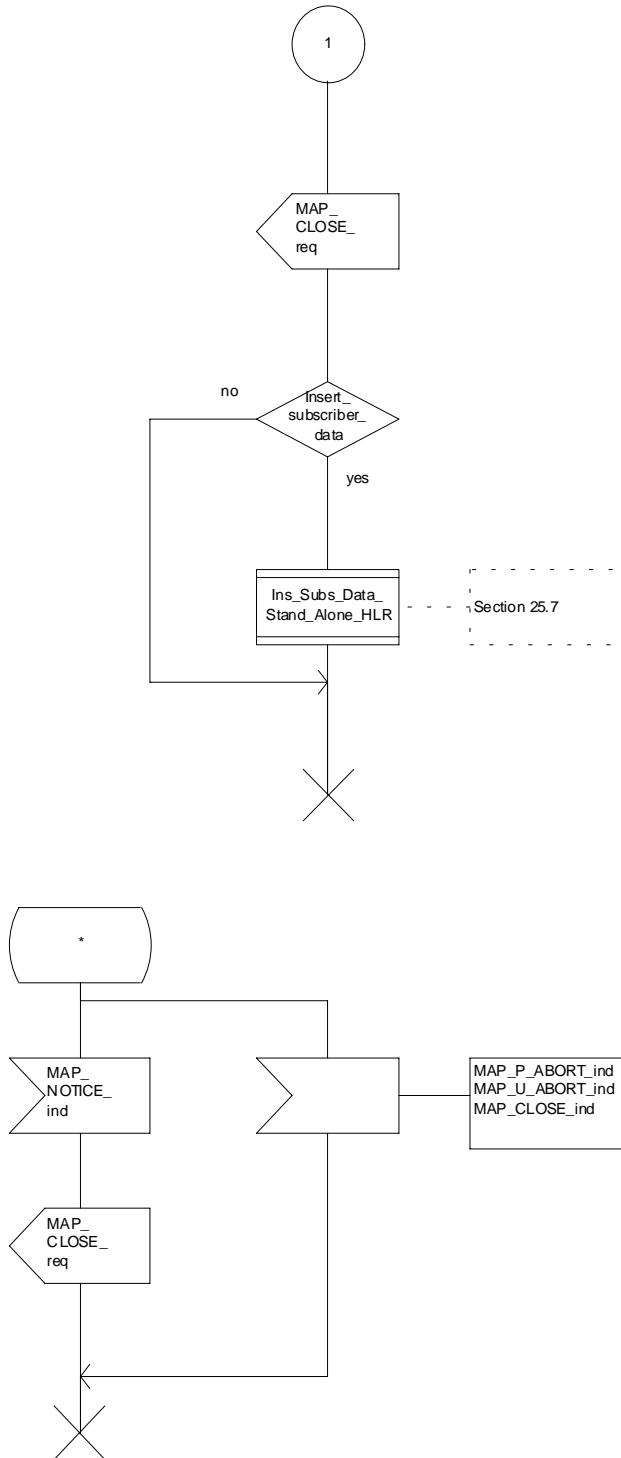 1
MAP_
CLOSE_
req
no
Insert_
subscriber_
data
yes
Ins_Subs_Data_
Stand_Alone_HLR
Section 25.7
*
MAP_
NOTICE_
ind
MAP_P_ABORT_ind
MAP_U_ABORT_ind
MAP_CLOSE_ind
MAP_
CLOSE_
req